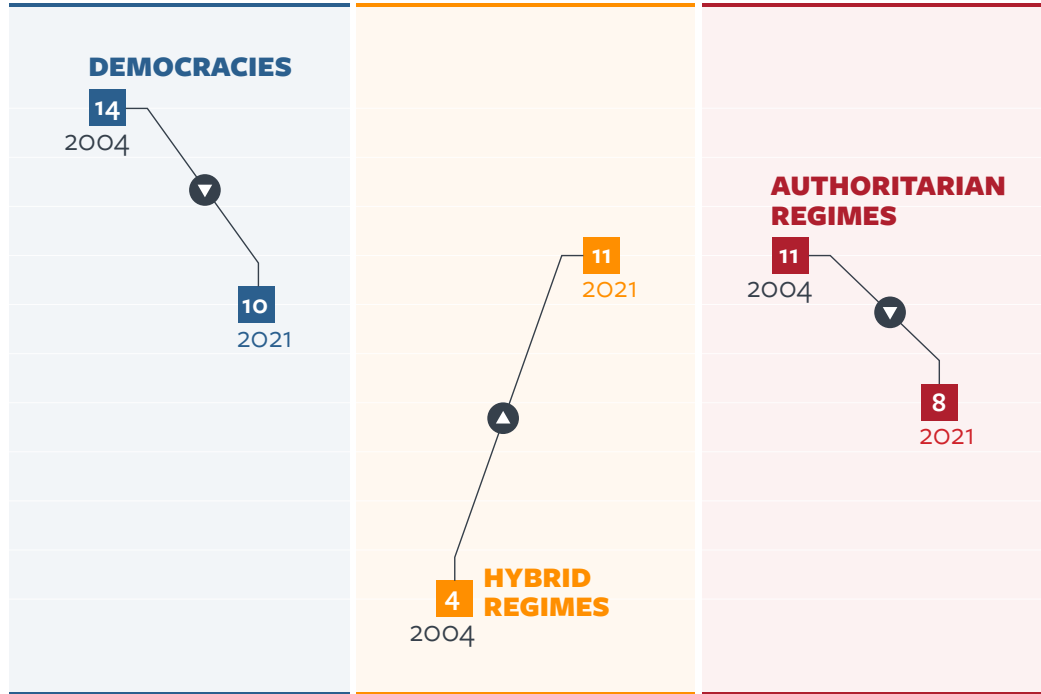 DEMOCRACIES
14
2004
10
2021
11
2021
4
HYBRID
REGIMES
2004
AUTHORITARIAN
REGIMES
11
2004
8
2021